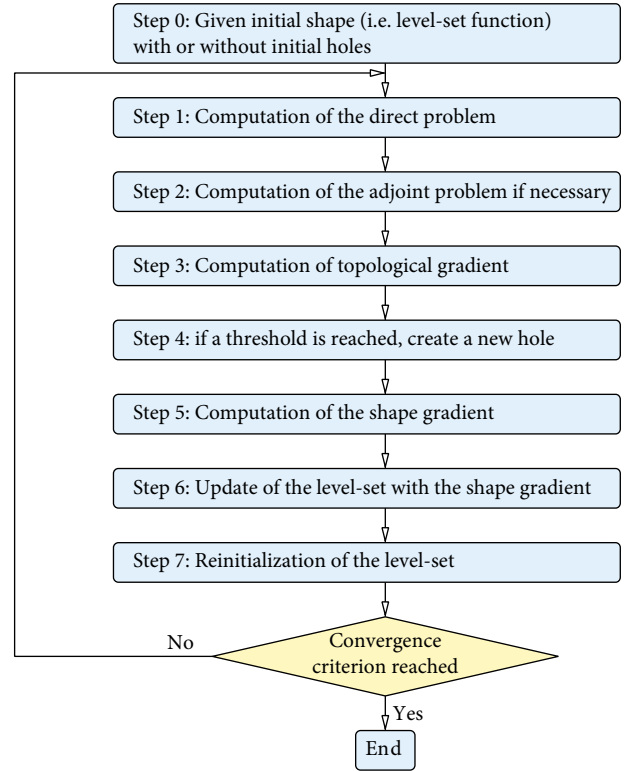 Step 0: Given initial shape (i.e. level-set function)
with or without initial holes
Step 1: Computation of the direct problem
Step 2: Computation of the adjoint problem if necessary
Step 3: Computation of topological gradient
Step 4: if a threshold is reached, create a new hole
Step 5: Computation of the shape gradient
Step 6: Update of the level-set with the shape gradient
Step 7: Reinitialization of the level-set
No
Convergence
criterion reached
Yes
End